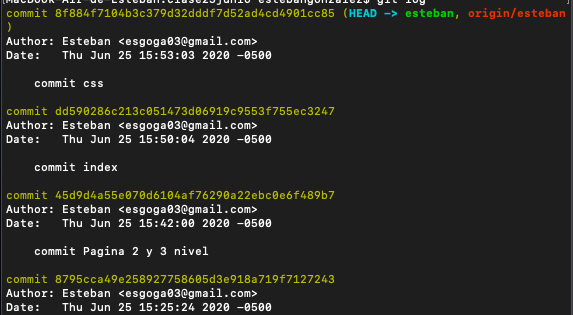 MacBook-Air-de-Esteban:clase25junio estebangonzalez$ git log
commit 8f884f7104b3c379d32dddf7d52ad4cd4901cc85 (HEAD -> esteban, origin/esteban
)
Author: Esteban <esgoga03@gmail.com>
Date:   Thu Jun 25 15:53:03 2020 -0500
commit css
commit dd590286c213c051473d06919c9553f755ec3247
Author: Esteban <esgoga03@gmail.com>
Date:   Thu Jun 25 15:50:04 2020 -0500
commit index
commit 45d9d4a55e070d6104af76290a22ebc0e6f489b7
Author: Esteban <esgoga03@gmail.com>
Date:   Thu Jun 25 15:42:00 2020 -0500
commit Pagina 2 y 3 nivel
commit 8795cca49e258927758605d3e918a719f7127243
Author: Esteban <esgoga03@gmail.com>
Date:   Thu Jun 25 15:25:24 2020 -0500